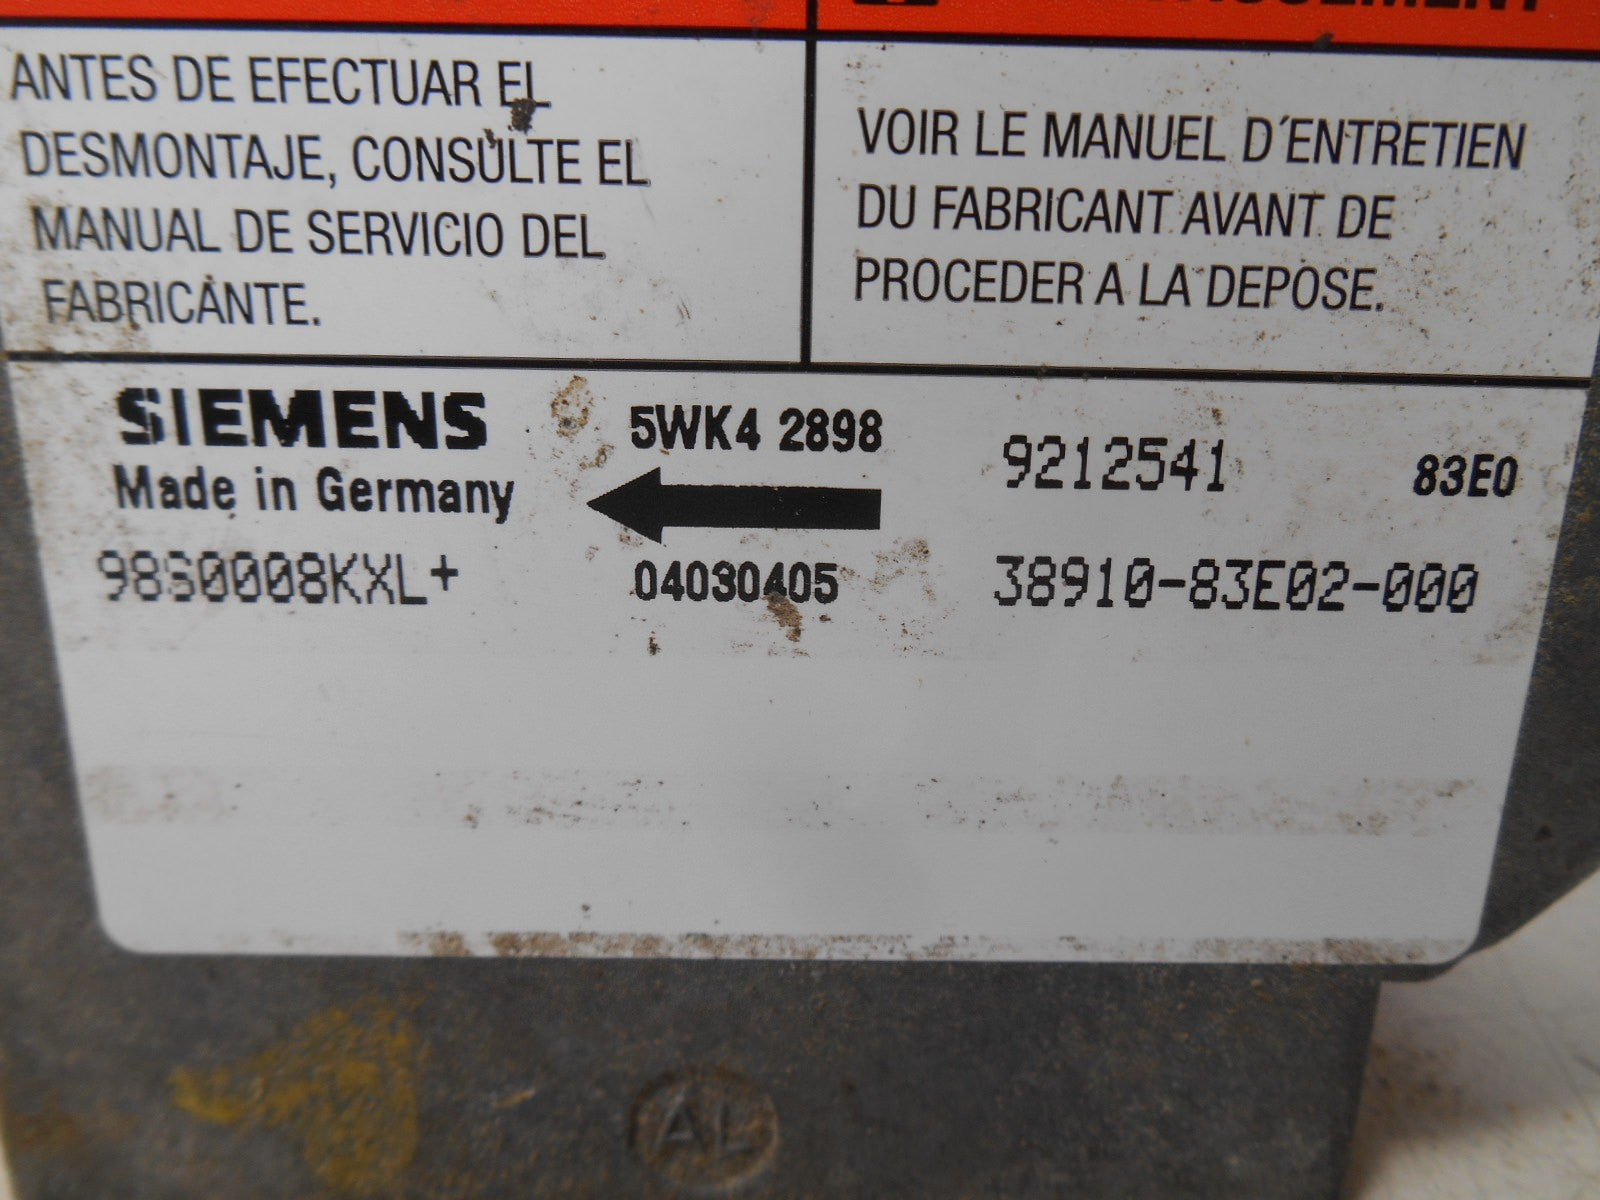 ANTES DE EFECTUAR EL
DESMONTAJE, CONSULTE EL
MANUAL DE SERVICIO DEL
FABRICANTE.
VOIR LE MANUEL D'ENTRETIEN
DU FABRICANT AVANT DE
PROCEDER A LA DEPOSE.
SIEMENS
Made in Germany
98S0008KXL+
5WK4 2898
04030405
9212541 83E0
38910-83E02-000
AL